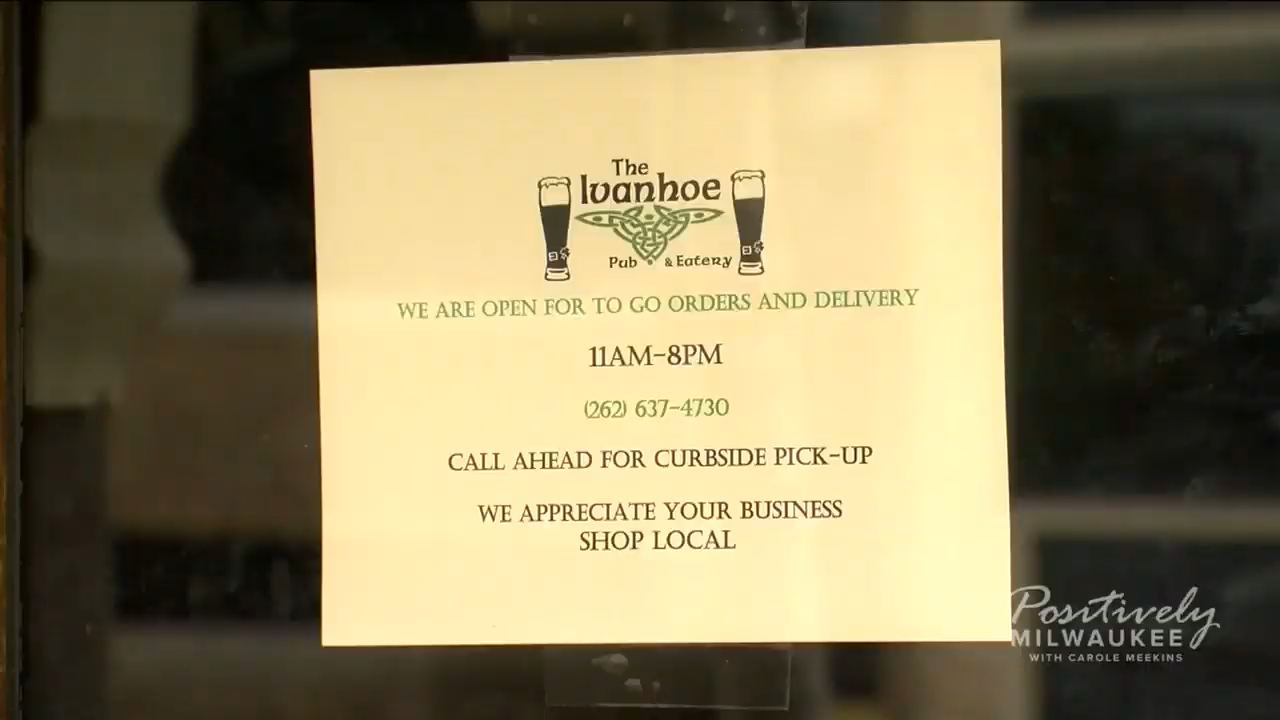 The
Ivanhoe
Pub & Eatery
WE ARE OPEN FOR TO GO ORDERS AND DELIVERY
11AM-8PM
(262) 637-4730
CALL AHEAD FOR CURBSIDE PICK-UP
WE APPRECIATE YOUR BUSINESS
SHOP LOCAL
Positively
MILWAUKEE
WITH CAROLE MEEKINS